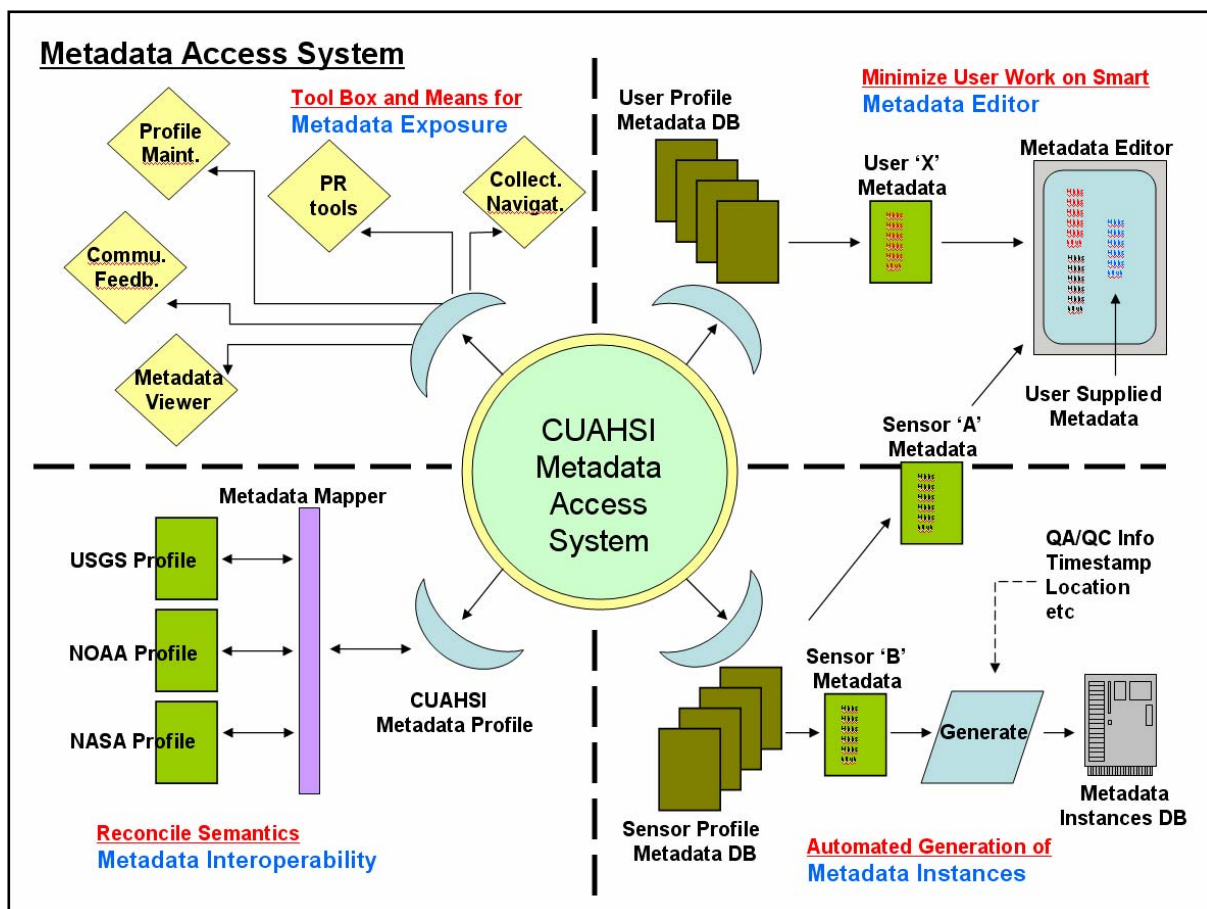 Metadata Access System
Tool Box and Means for
Metadata Exposure
Profile
Maint.
PR
tools
Collect.
Navigat.
Commu.
Feedb.
Metadata
Viewer
User Profile
Metadata DB
Minimize User Work on Smart
Metadata Editor
User ‘X’
Metadata
Metadata Editor
User Supplied
Metadata
Sensor ‘A’
Metadata
CUAHSI
Metadata
Access
System
Metadata Mapper
USGS Profile
NOAA Profile
NASA Profile
CUAHSI
Metadata Profile
Reconcile Semantics
Metadata Interoperability
QA/QC Info
Timestamp
Location
etc
Sensor ‘B’
Metadata
Generate
Metadata
Instances DB
Sensor Profile
Metadata DB
Automated Generation of
Metadata Instances